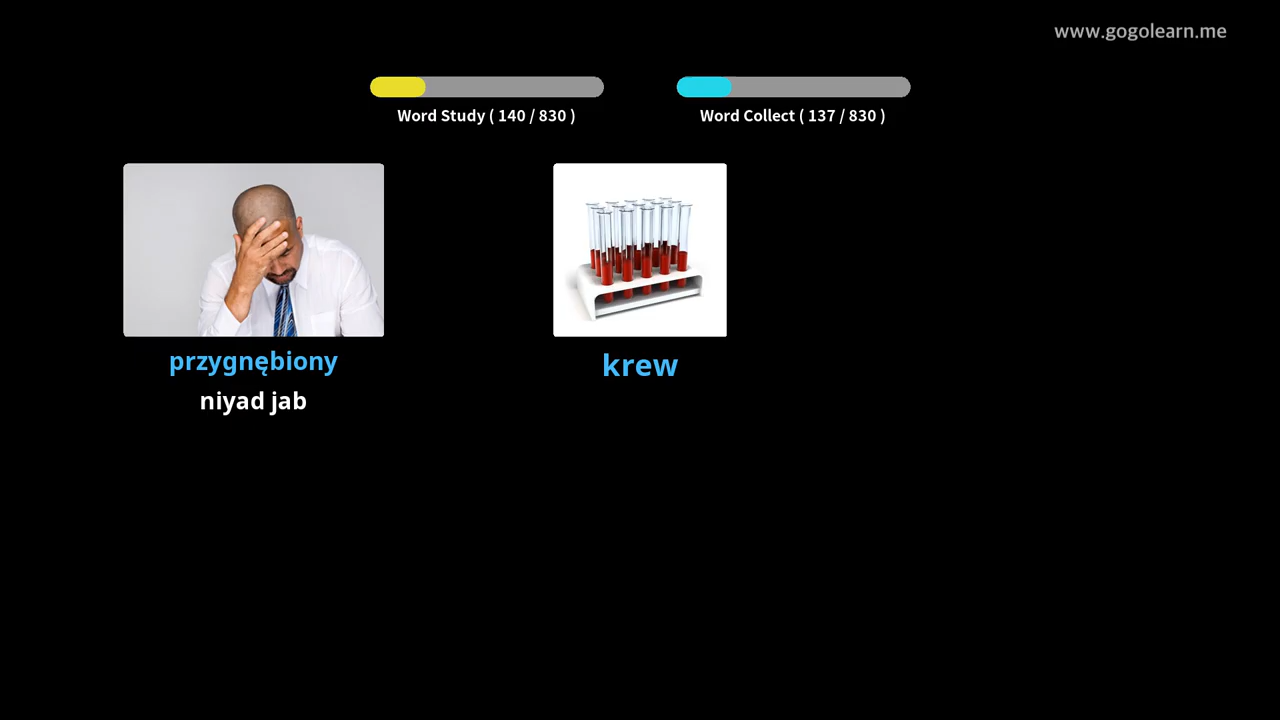 www.gogolearn.me
Word Study ( 140 / 830 )
Word Collect ( 137 / 830 )
przygnębiony
niyad jab
krew